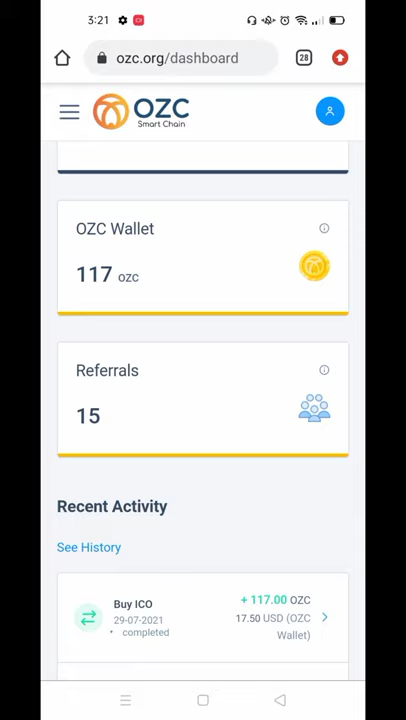 3:21
ozc.org/dashboard
28
OZC
Smart Chain
OZC Wallet
117 ozc
Referrals
15
Recent Activity
See History
Buy ICO
29-07-2021
• completed
+ 117.00 OZC
17.50 USD (OZC
Wallet)